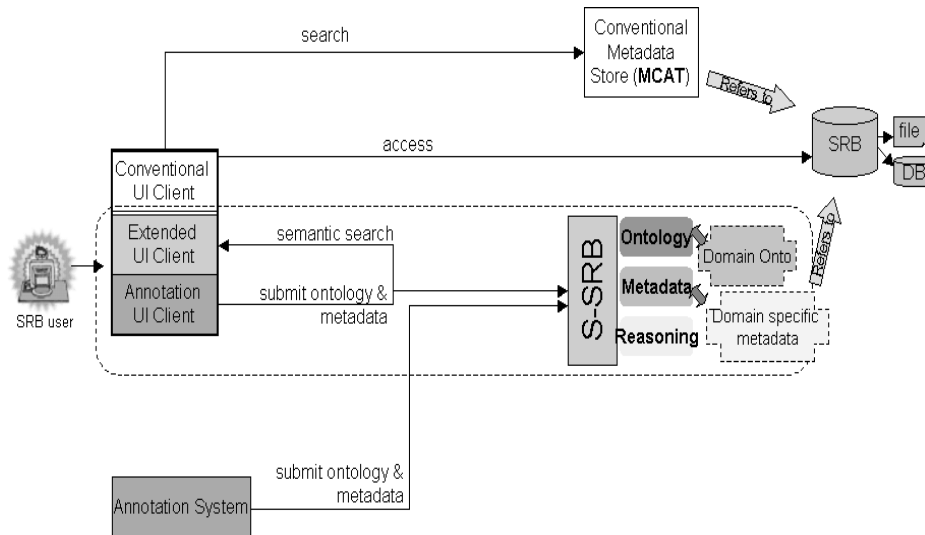 search
Conventional
Metadata
Store (MCAT)
Refers to
SRB
file
DB
access
Conventional
UI Client
Extended
UI Client
Annotation
UI Client
SRB user
semantic search
submit ontology &
metadata
S-SRB
Ontology
Metadata
Reasoning
Domain Onto
Domain specific
metadata
Refers to
submit ontology &
metadata
Annotation System